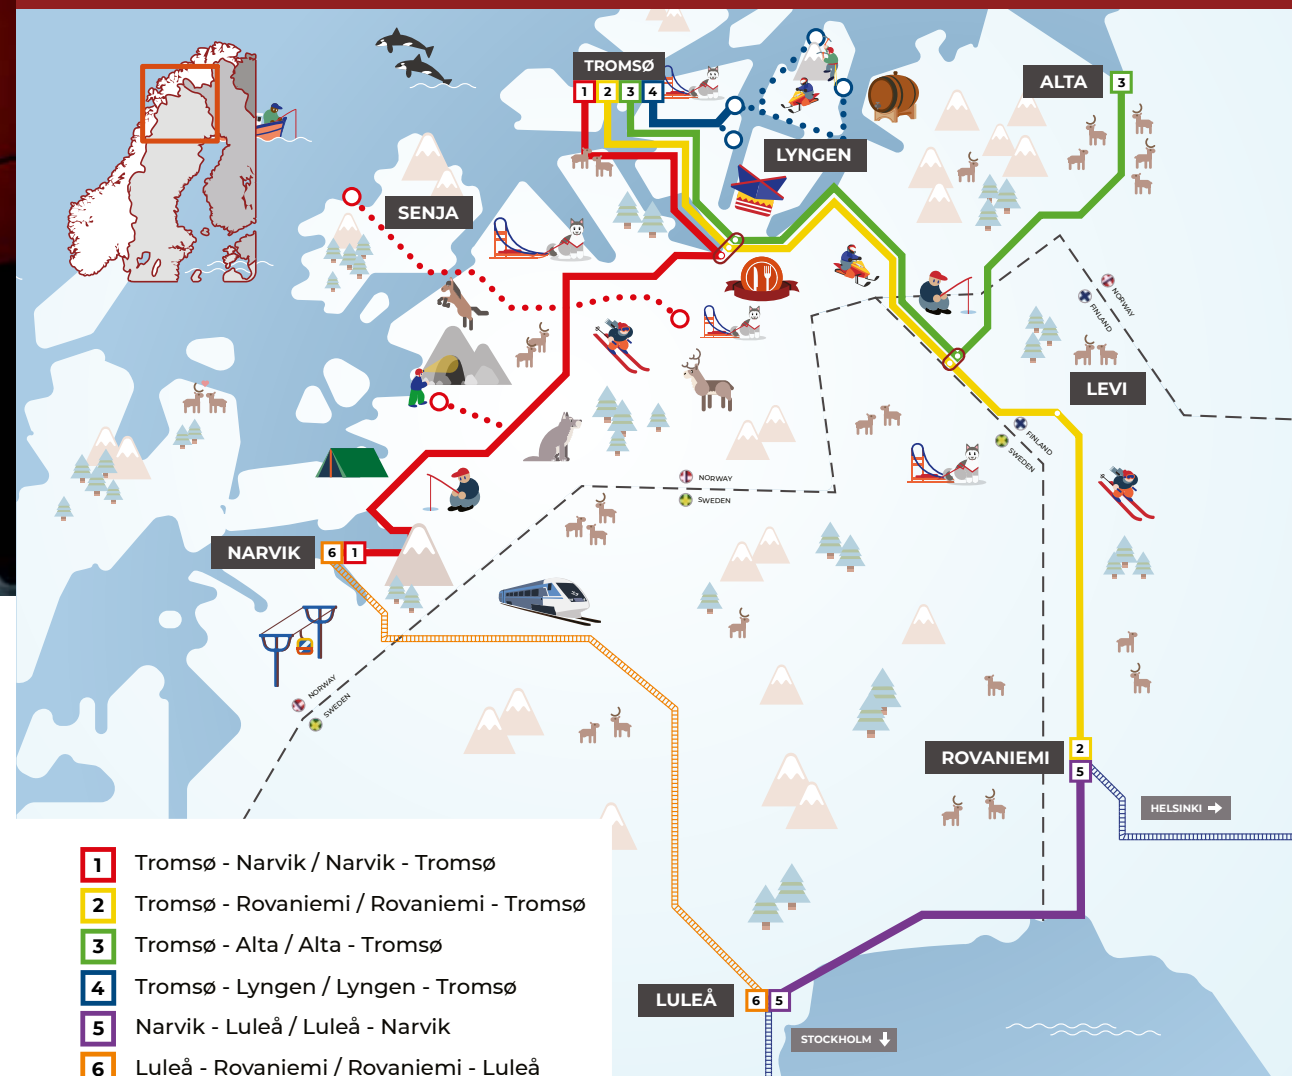 TROMSØ
1 2 3 4
ALTA 3
LYNGEN
SENJA
NORWAY
FINLAND
LEVI
FINLAND
SWEDEN
NORWAY
SWEDEN
NARVIK 6 1
NORWAY
SWEDEN
ROVANIEMI 2
5
HELSINKI
LULEÅ 6 5
STOCKHOLM
1 Tromsø - Narvik / Narvik - Tromsø
2 Tromsø - Rovaniemi / Rovaniemi - Tromsø
3 Tromsø - Alta / Alta - Tromsø
4 Tromsø - Lyngen / Lyngen - Tromsø
5 Narvik - Luleå / Luleå - Narvik
6 Luleå - Rovaniemi / Rovaniemi - Luleå